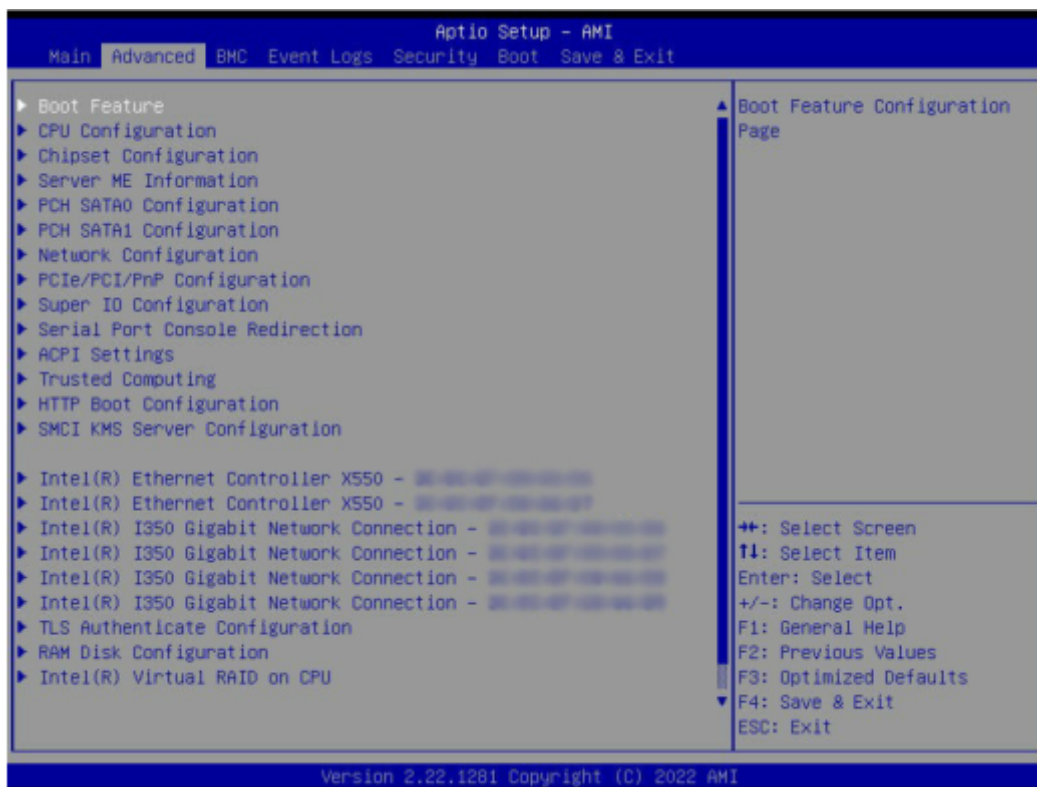 Aptio Setup – AMI
Main Advanced BMC Event Logs Security Boot Save & Exit
Boot Feature
CPU Configuration
Chipset Configuration
Server ME Information
PCH SATA0 Configuration
PCH SATA1 Configuration
Network Configuration
PCIe/PCI/PnP Configuration
Super IO Configuration
Serial Port Console Redirection
ACPI Settings
Trusted Computing
HTTP Boot Configuration
SMCI KMS Server Configuration
Intel(R) Ethernet Controller X550 -
Intel(R) Ethernet Controller X550 -
Intel(R) I350 Gigabit Network Connection -
Intel(R) I350 Gigabit Network Connection -
Intel(R) I350 Gigabit Network Connection -
Intel(R) I350 Gigabit Network Connection -
TLS Authenticate Configuration
RAM Disk Configuration
Intel(R) Virtual RAID on CPU
Boot Feature Configuration
Page
→←: Select Screen
↑↓: Select Item
Enter: Select
+/-: Change Opt.
F1: General Help
F2: Previous Values
F3: Optimized Defaults
F4: Save & Exit
ESC: Exit
Version 2.22.1281 Copyright (C) 2022 AMI